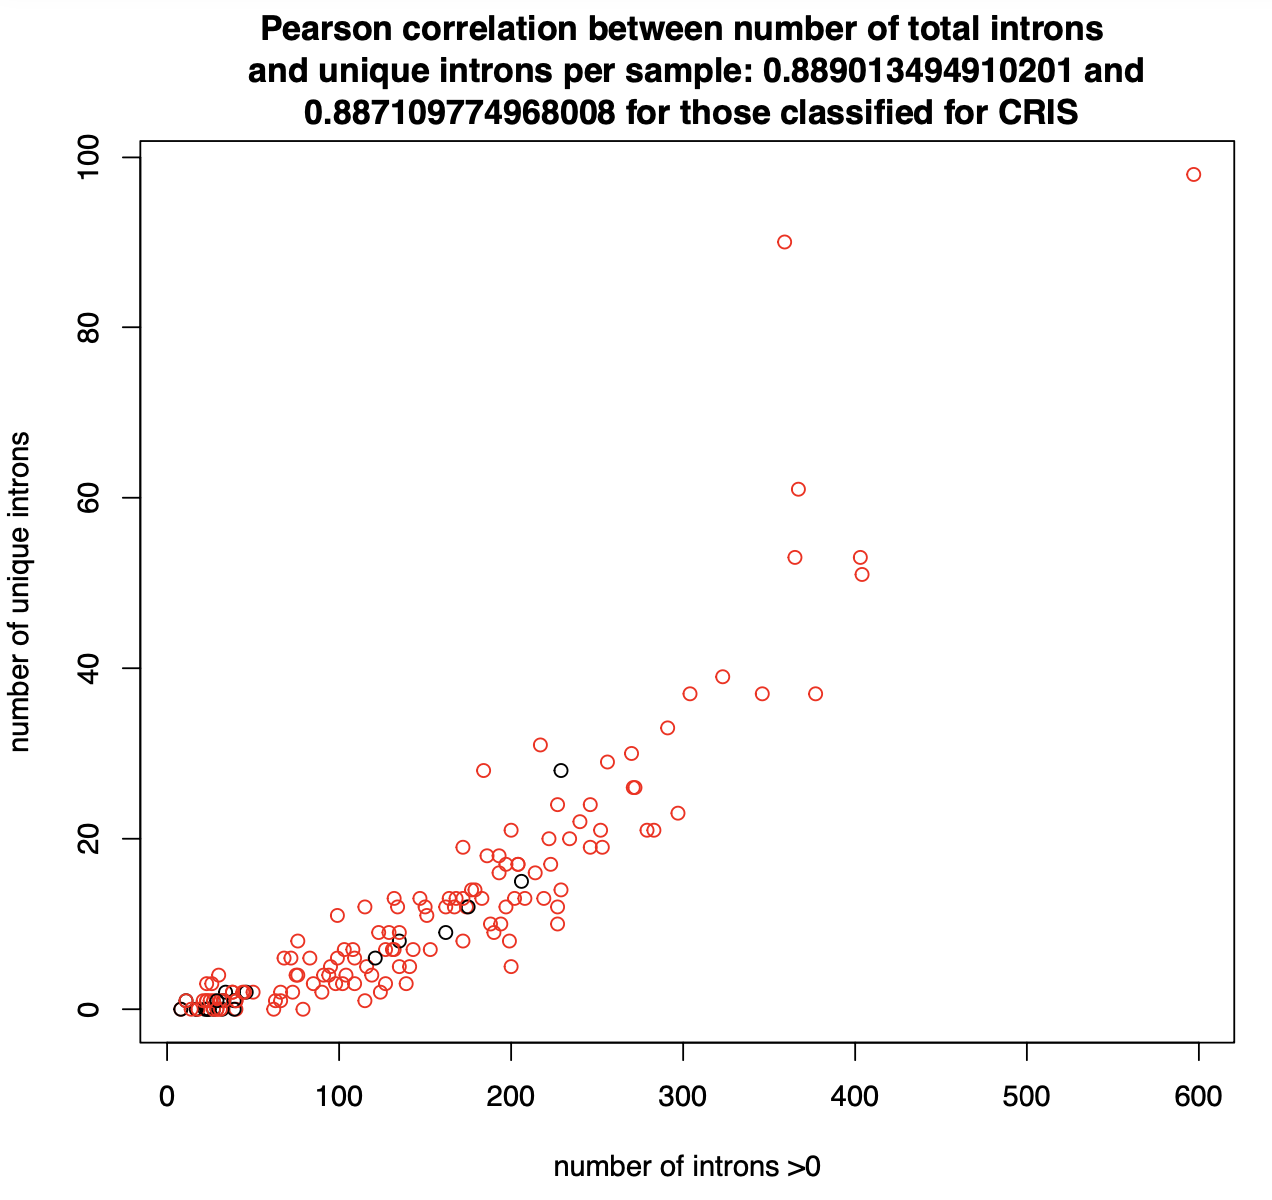 Pearson correlation between number of total introns
and unique introns per sample: 0.889013494910201 and
0.887109774968008 for those classified for CRIS
100
80
60
40
20
0
number of unique introns
0 100 200 300 400 500 600
number of introns >0